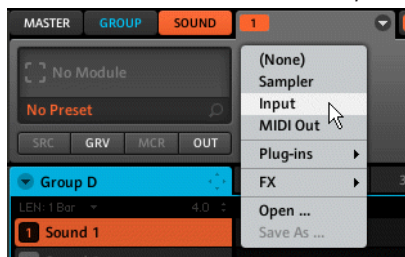 MASTER GROUP SOUND 1
No Module
No Preset
SRC GRV MCR OUT
(None)
Sampler
Input
MIDI Out
Plug-ins
FX
Open ...
Save As ...
Group D
3
LEN: 1 Bar 4.0
1 Sound 1